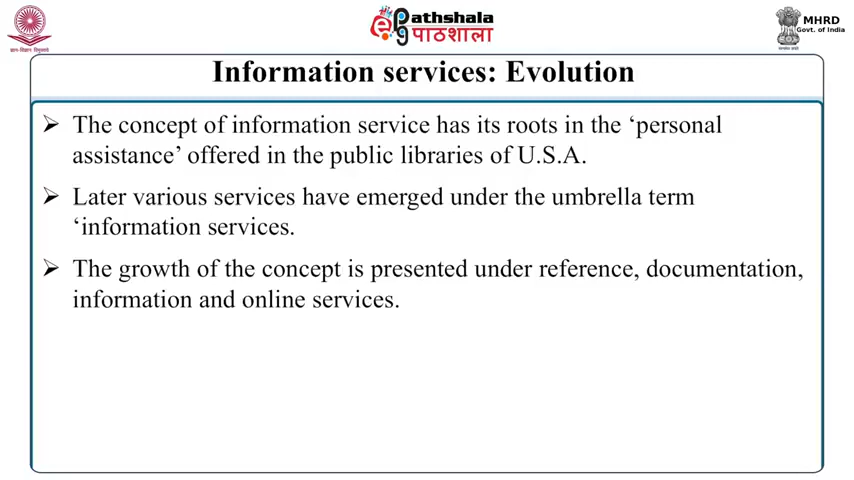 ePathshala
पाठशाला
MHRD
Govt. of India
Information services: Evolution
➢ The concept of information service has its roots in the ‘personal
assistance’ offered in the public libraries of U.S.A.
➢ Later various services have emerged under the umbrella term
‘information services.
➢ The growth of the concept is presented under reference, documentation,
information and online services.